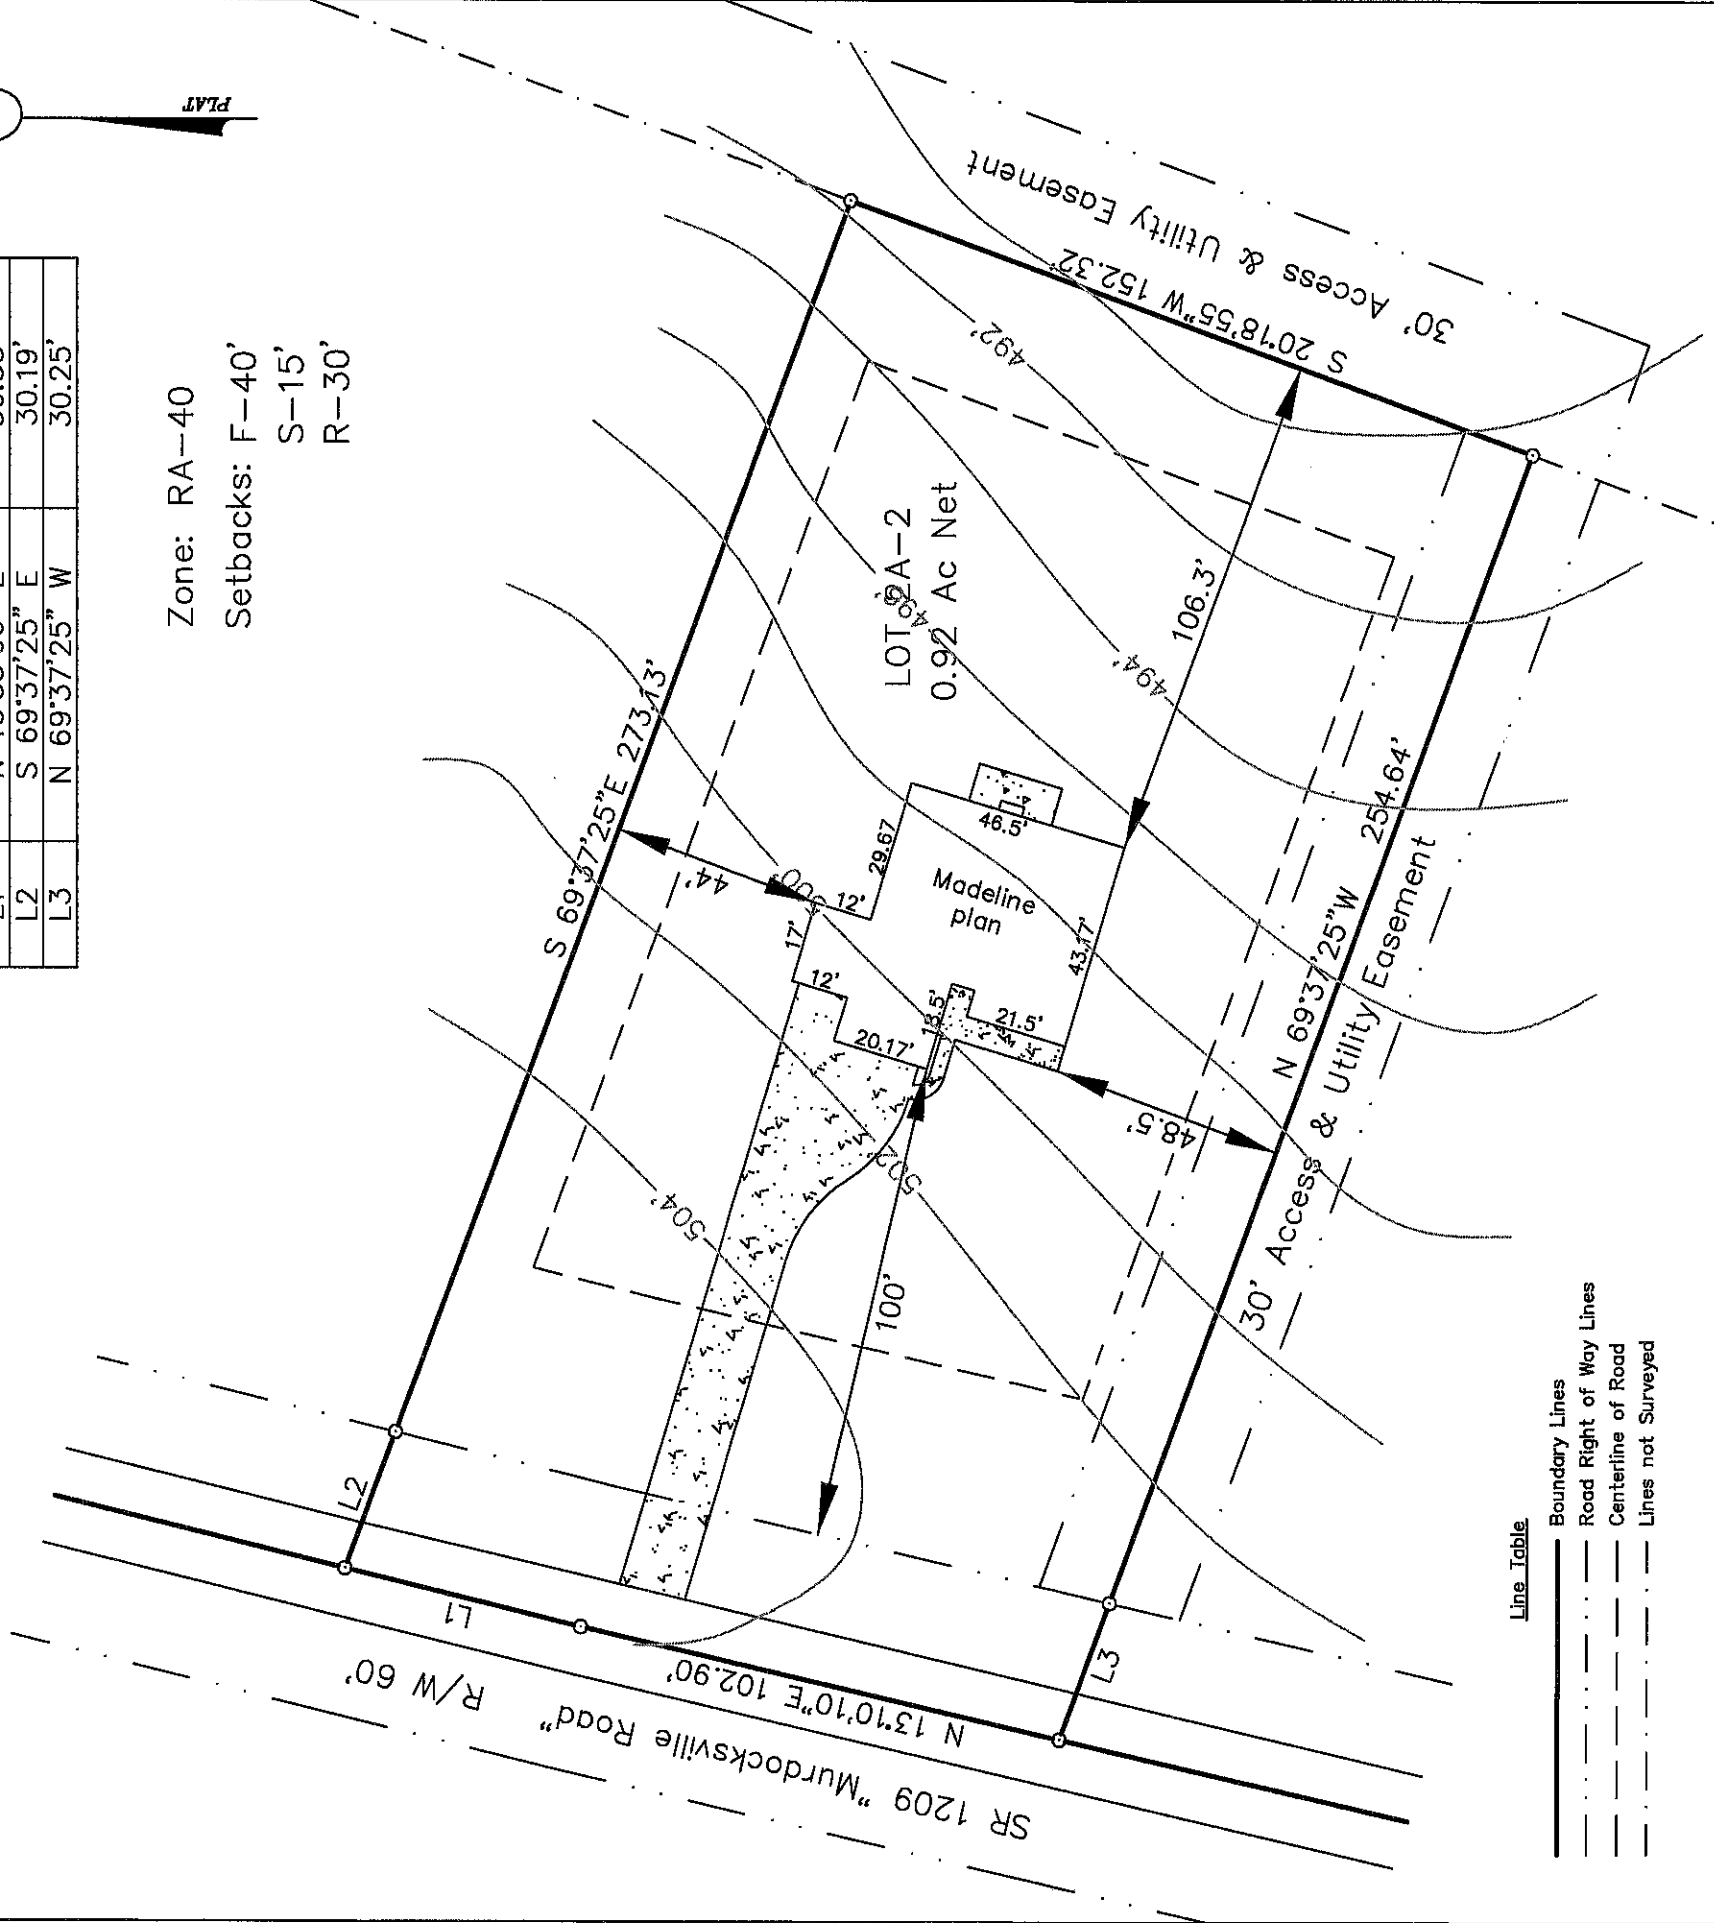 PLAT
L2 S 69°37'25" E 30.19'
L3 N 69°37'25" W 30.25'
Zone: RA-40
Setbacks: F-40'
S-15'
R-30'
30' Access & Utility Easement
S 20°18'55"W 152.32'
492'
LOT 2A-2
0.92 Ac Net
496'
494'
106.3'
S 69°37'25"E 273.13'
44'
500'
12'
29.67
46.5'
17'
Madeline
plan
12'
43.17'
13.5'
21.5'
20.17'
48.5'
254.64'
N 69°37'25"W
30' Access & Utility Easement
502'
504'
100'
L2
L1
L3
N 13°10'10"E 102.90'
SR 1209 "Murdocksville Road" R/W 60'
Line Table
Boundary Lines
Road Right of Way Lines
Centerline of Road
Lines not Surveyed